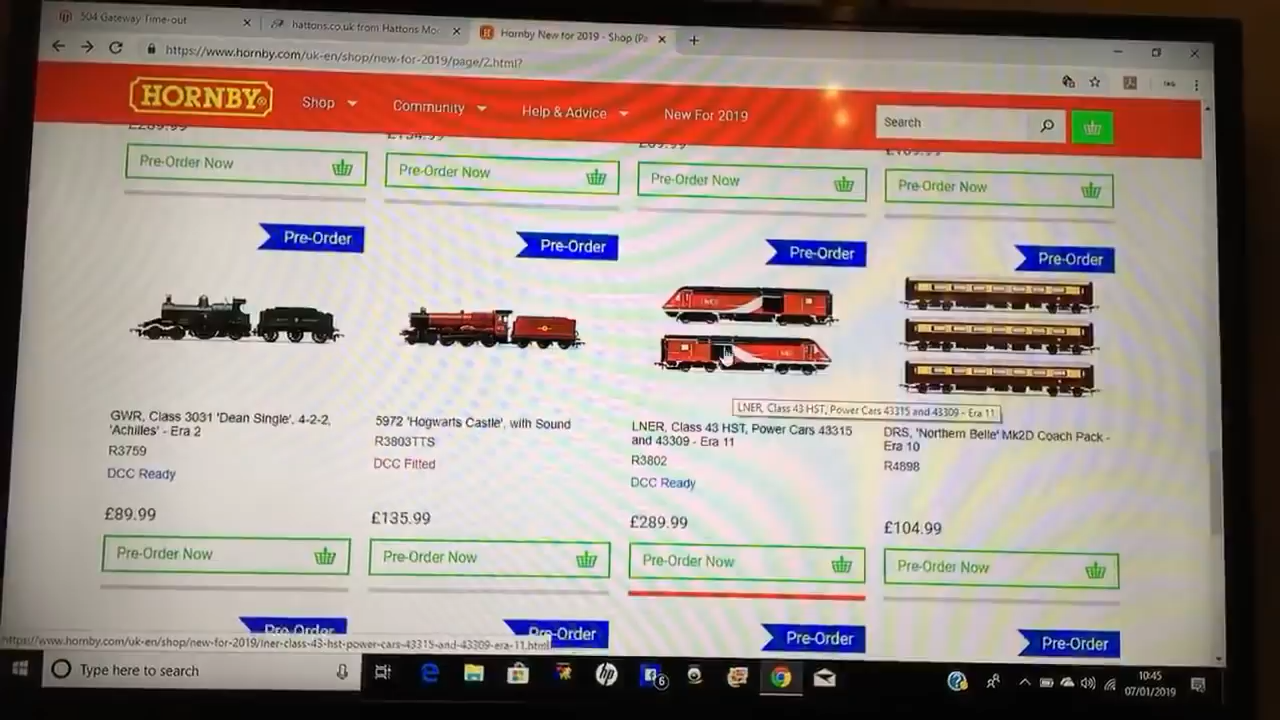 504 Gateway Time-out
hattons.co.uk from Hattons Mo
Hornby New for 2019 - Shop (Pa
https://www.hornby.com/uk-en/shop/new-for-2019/page/2.html?
HORNBY®
Shop
Community
Help & Advice
New For 2019
Search
Pre-Order Now
Pre-Order Now
Pre-Order Now
Pre-Order Now
Pre-Order
Pre-Order
Pre-Order
Pre-Order
GWR, Class 3031 'Dean Single', 4-2-2,
'Achilles' - Era 2
R3759
DCC Ready
£89.99
Pre-Order Now
5972 'Hogwarts Castle', with Sound
R3803TTS
DCC Fitted
£135.99
Pre-Order Now
LNER, Class 43 HST, Power Cars 43315 and 43309 - Era 11
LNER, Class 43 HST, Power Cars 43315
and 43309 - Era 11
R3802
DCC Ready
£289.99
Pre-Order Now
DRS, 'Northern Belle' Mk2D Coach Pack -
Era 10
R4898
£104.99
Pre-Order Now
Pre-Order
Pre-Order
Pre-Order
Pre-Order
https://www.hornby.com/uk-en/shop/new-for-2019/lner-class-43-hst-power-cars-43315-and-43309-era-11.html
Type here to search
hp
6
10:45
07/01/2019